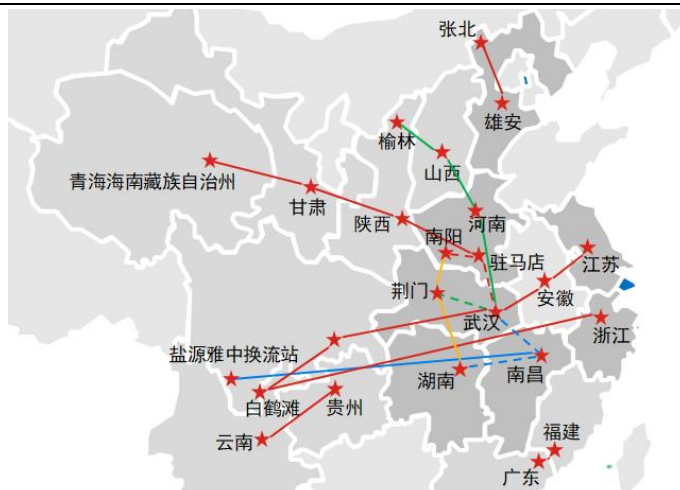 张北
雄安
榆林
山西
青海海南藏族自治州
甘肃
陕西
河南
南阳
驻马店
江苏
荆门
安徽
武汉
浙江
盐源雅中换流站
湖南
南昌
白鹤滩
贵州
云南
福建
广东